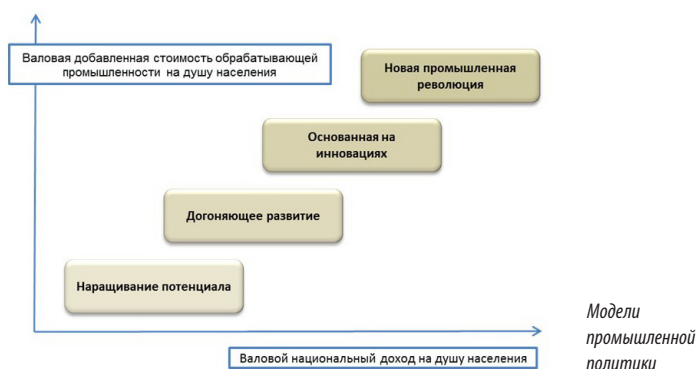 Валовая добавленная стоимость обрабатывающей
промышленности на душу населения
Новая промышленная
революция
Основанная на
инновациях
Догоняющее развитие
Наращивание потенциала
Валовой национальный доход на душу населения
Модели
промышленной
политики